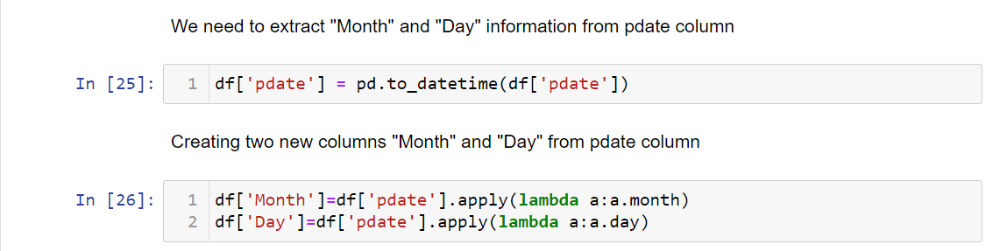 We need to extract "Month" and "Day" information from pdate column
In [25]: 1 df['pdate'] = pd.to_datetime(df['pdate'])
Creating two new columns "Month" and "Day" from pdate column
In [26]: 1 df['Month']=df['pdate'].apply(lambda a:a.month)
2 df['Day']=df['pdate'].apply(lambda a:a.day)